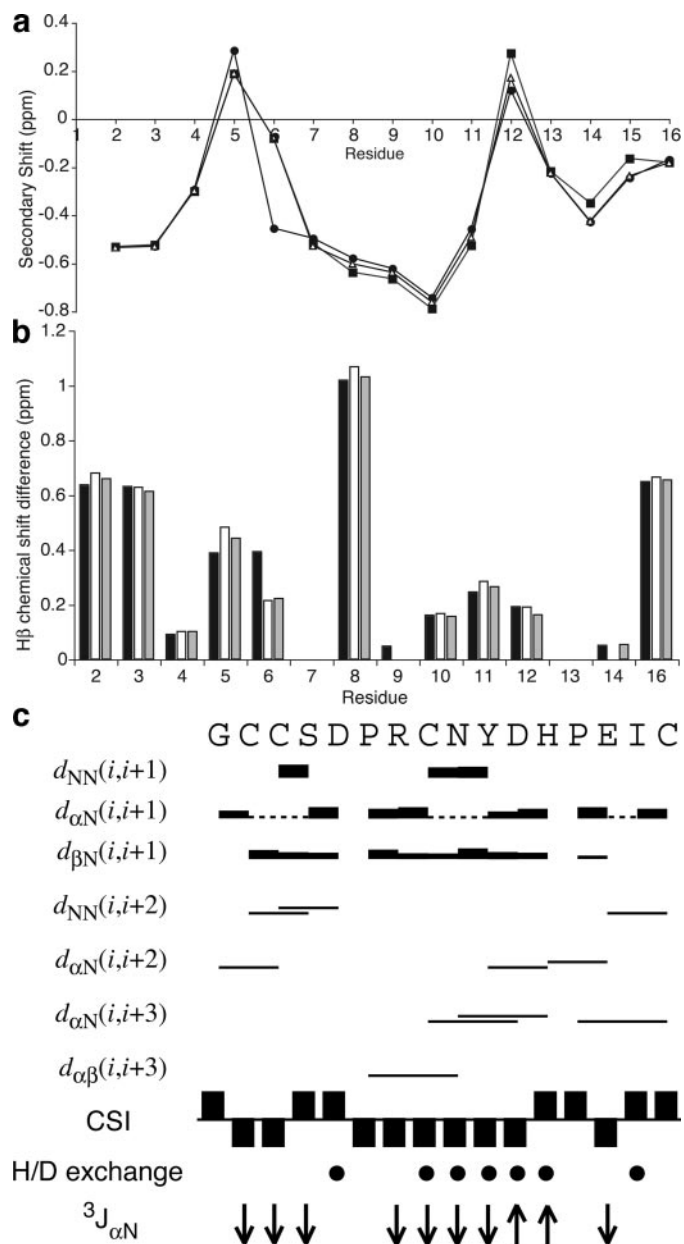 a
0.4
0.2
0
-0.2
-0.4
-0.6
-0.8
Secondary Shift (ppm)
1 2 3 4 5 6 7 8 9 10 11 12 13 14 15 16
Residue
b
1.2
1
0.8
0.6
0.4
0.2
0
Hβ chemical shift difference (ppm)
2 3 4 5 6 7 8 9 10 11 12 13 14 16
Residue
c
G C C S D P R C N Y D H P E I C
dNN(i,i+1)
dαN(i,i+1)
dβN(i,i+1)
dNN(i,i+2)
dαN(i,i+2)
dαN(i,i+3)
dαβ(i,i+3)
CSI
H/D exchange
³JαN